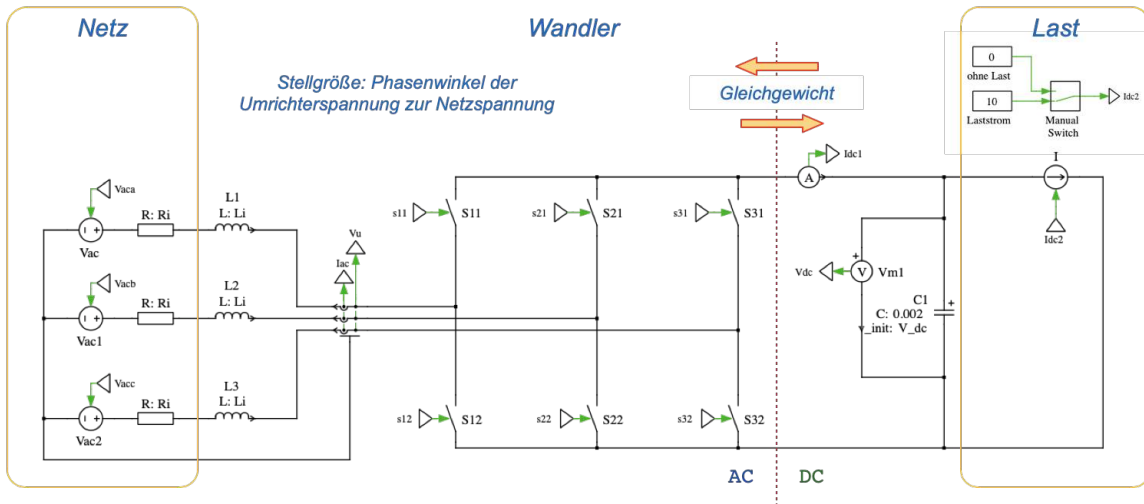 Netz
Wandler
Last
Stellgröße: Phasenwinkel der
Umrichterspannung zur Netzspannung
Gleichgewicht
0
ohne Last
10
Laststrom
Manual
Switch
Idc2
Idc1
A
I
Idc2
Vaca
Vac
R: Ri
L1
L: Li
Vacb
Vac1
R: Ri
L2
L: Li
Vacc
Vac2
R: Ri
L3
L: Li
Vu
Iac
s11
S11
s21
S21
s31
S31
s12
S12
s22
S22
s32
S32
Vdc
V
Vm1
C1
C: 0.002
_init: V_dc
AC
DC